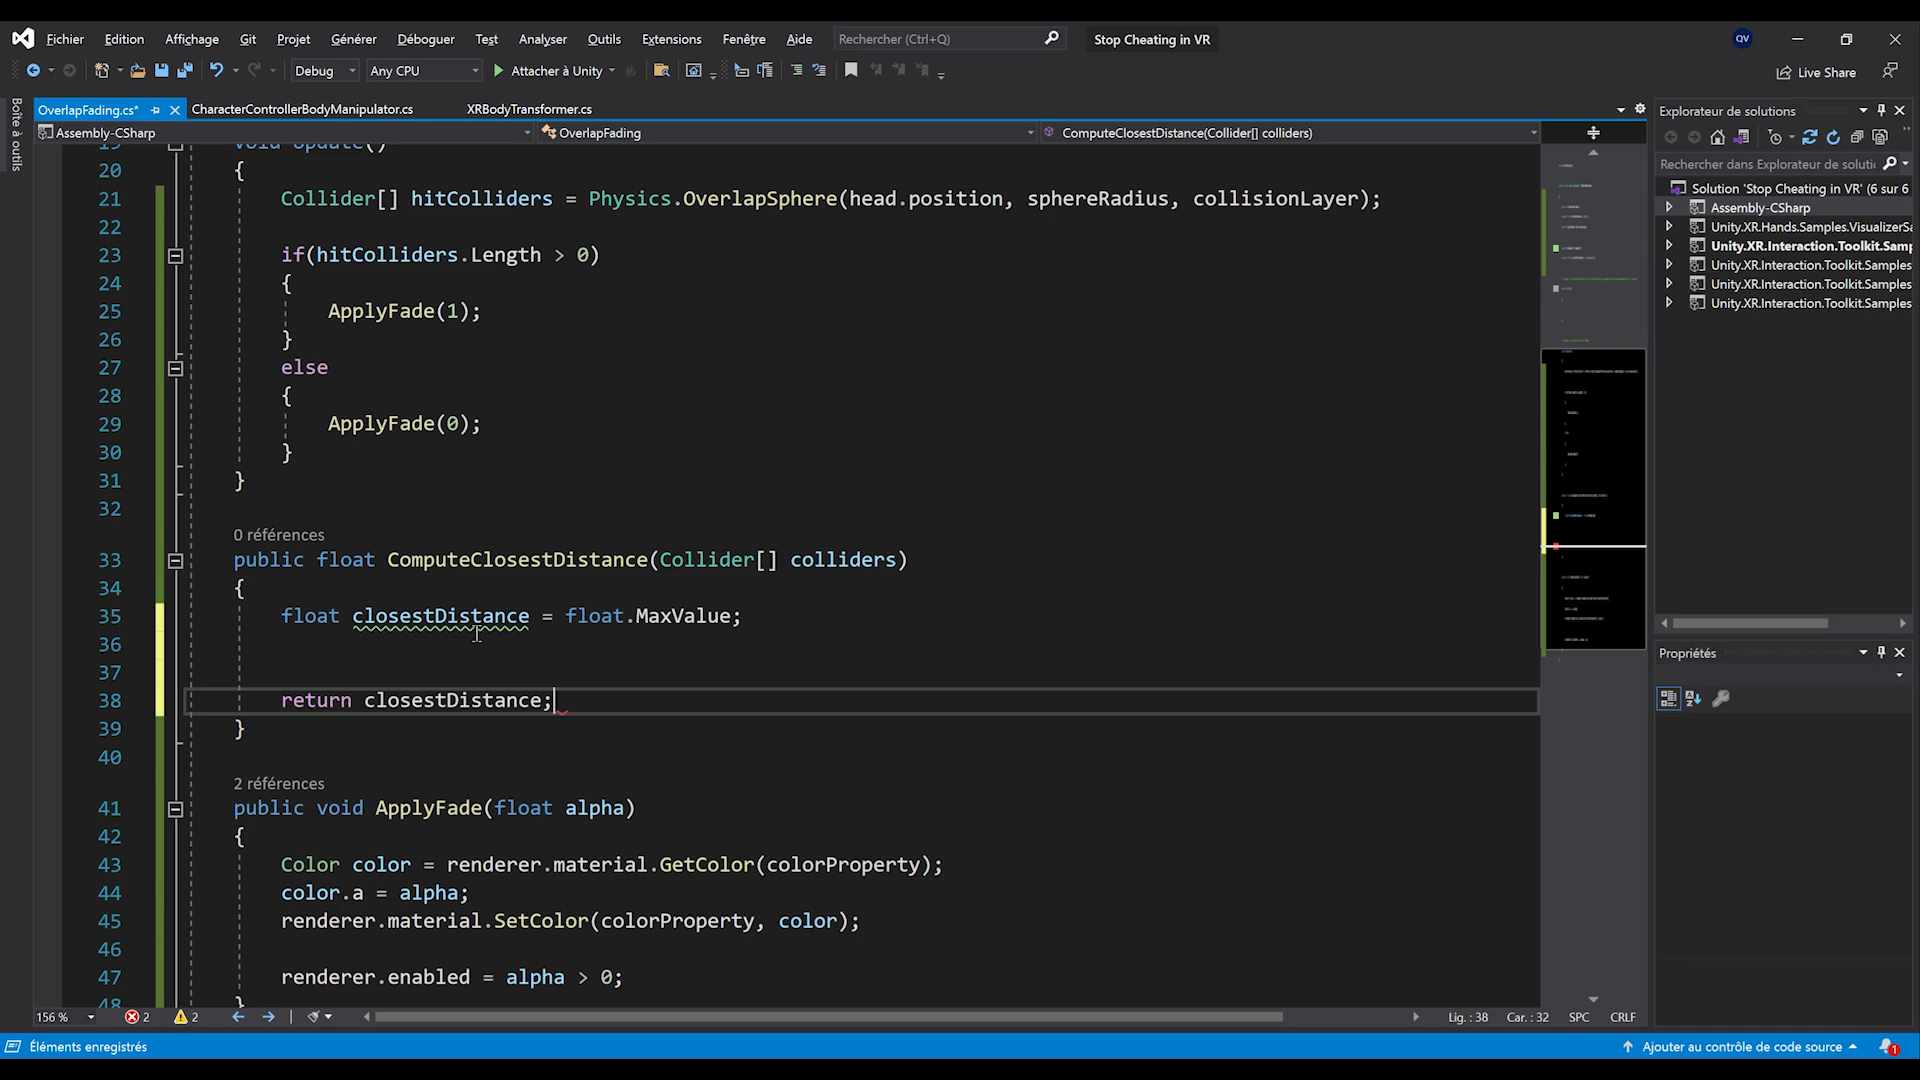 Fichier Edition Affichage Git Projet Générer Déboguer Test Analyser Outils Extensions Fenêtre Aide Rechercher (Ctrl+Q) Stop Cheating in VR QV
Debug Any CPU Attacher à Unity Live Share
Boîte à outils
OverlapFading.cs* CharacterControllerBodyManipulator.cs XRBodyTransformer.cs
Assembly-CSharp OverlapFading ComputeClosestDistance(Collider[] colliders)
19 void Update()
20 {
21 Collider[] hitColliders = Physics.OverlapSphere(head.position, sphereRadius, collisionLayer);
22
23 if(hitColliders.Length > 0)
24 {
25 ApplyFade(1);
26 }
27 else
28 {
29 ApplyFade(0);
30 }
31 }
32
0 références
33 public float ComputeClosestDistance(Collider[] colliders)
34 {
35 float closestDistance = float.MaxValue;
36
37
38 return closestDistance;
39 }
40
2 références
41 public void ApplyFade(float alpha)
42 {
43 Color color = renderer.material.GetColor(colorProperty);
44 color.a = alpha;
45 renderer.material.SetColor(colorProperty, color);
46
47 renderer.enabled = alpha > 0;
48 }
156 % 2 2 Lig. : 38 Car. : 32 SPC CRLF
Éléments enregistrés Ajouter au contrôle de code source 1
Explorateur de solutions
Rechercher dans Explorateur de soluti
Solution 'Stop Cheating in VR' (6 sur 6
Assembly-CSharp
Unity.XR.Hands.Samples.VisualizerSa
Unity.XR.Interaction.Toolkit.Samp
Unity.XR.Interaction.Toolkit.Samples
Unity.XR.Interaction.Toolkit.Samples
Unity.XR.Interaction.Toolkit.Samples
Propriétés